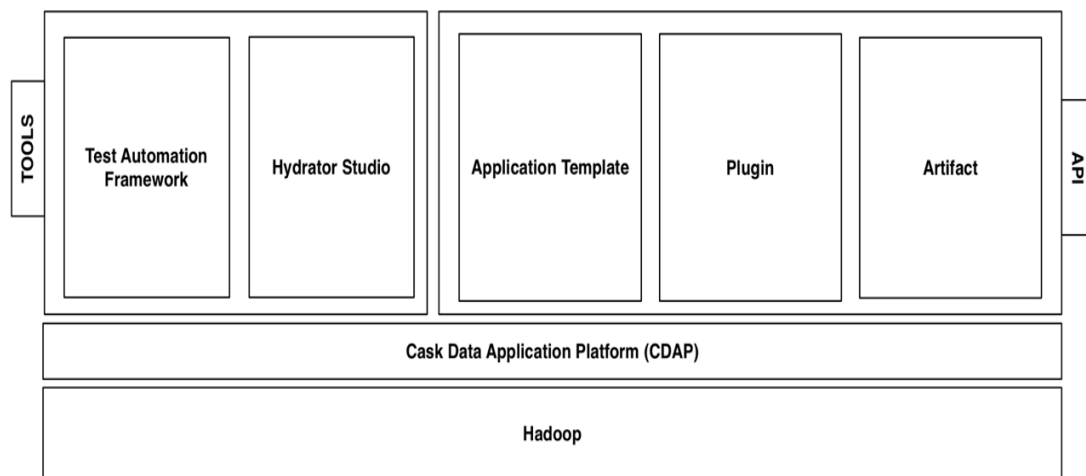 TOOLS
Test Automation
Framework
Hydrator Studio
Application Template
Plugin
Artifact
API
Cask Data Application Platform (CDAP)
Hadoop